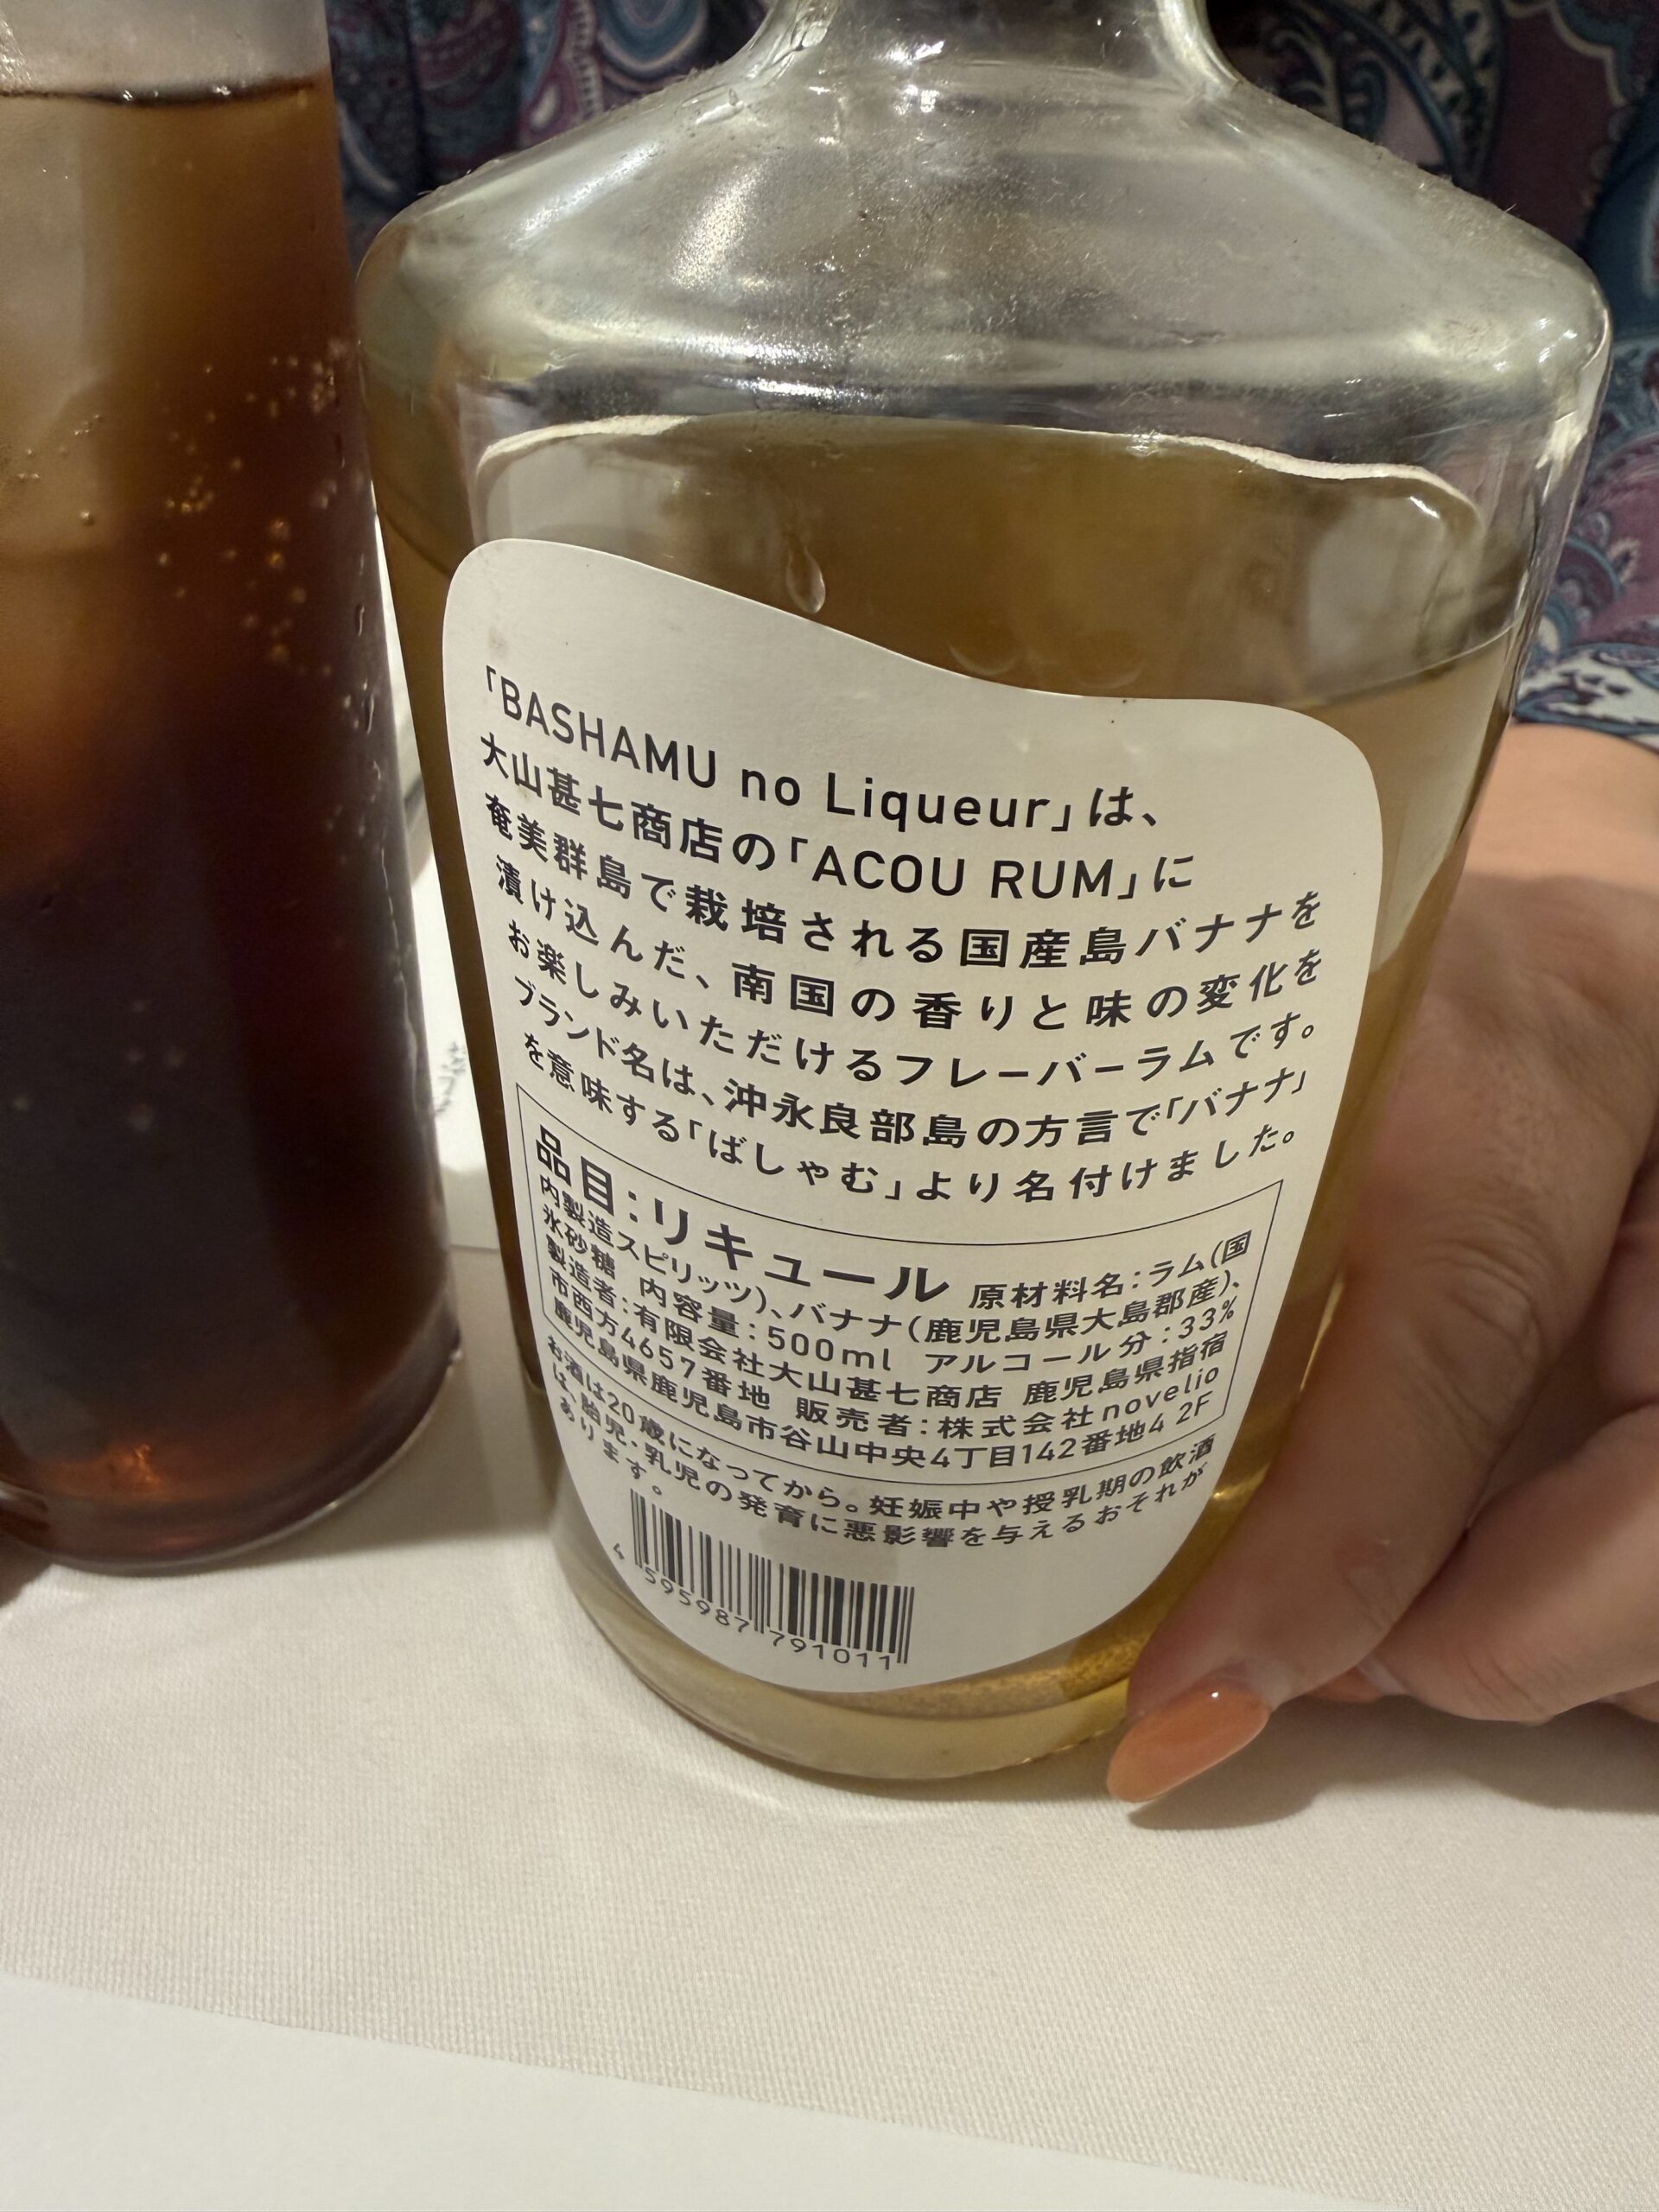 「BASHAMU no Liqueur」は、
大山甚七商店の「ACOU RUM」に
奄美群島で栽培される国産島バナナを
漬け込んだ、南国の香りと味の変化を
お楽しみいただけるフレーバーラムです。
ブランド名は、沖永良部島の方言で「バナナ」
を意味する「ばしゃむ」より名付けました。
品目：リキュール 原材料名：ラム（国
内製造スピリッツ）、バナナ（鹿児島県大島郡産）、
氷砂糖 内容量：500ml アルコール分：33%
製造者：有限会社大山甚七商店 鹿児島県指宿
市西方4657番地 販売者：株式会社novelio
鹿児島県鹿児島市谷山中央4丁目142番地4 2F
お酒は20歳になってから。妊娠中や授乳期の飲酒
は、胎児・乳児の発育に悪影響を与えるおそれが
あります。
4 595987 791011